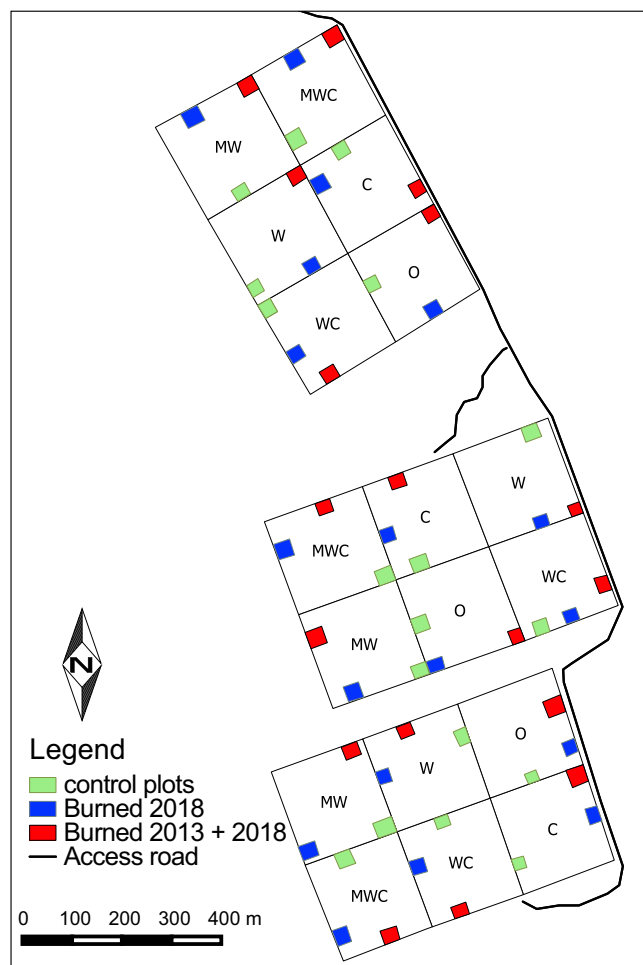 MWC
MW
C
W
O
WC
W
C
MWC
WC
O
MW
O
W
MW
C
WC
MWC
N
Legend
control plots
Burned 2018
Burned 2013 + 2018
Access road
0 100 200 300 400 m